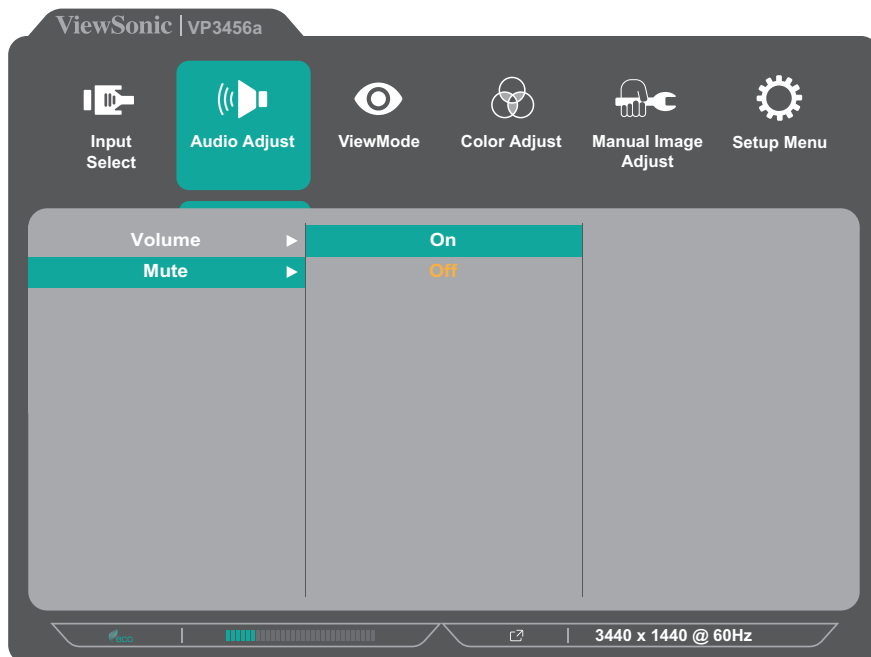 ViewSonic | VP3456a
Input
Select
Audio Adjust
ViewMode
Color Adjust
Manual Image
Adjust
Setup Menu
Volume
On
Mute
Off
eco
3440 x 1440 @ 60Hz